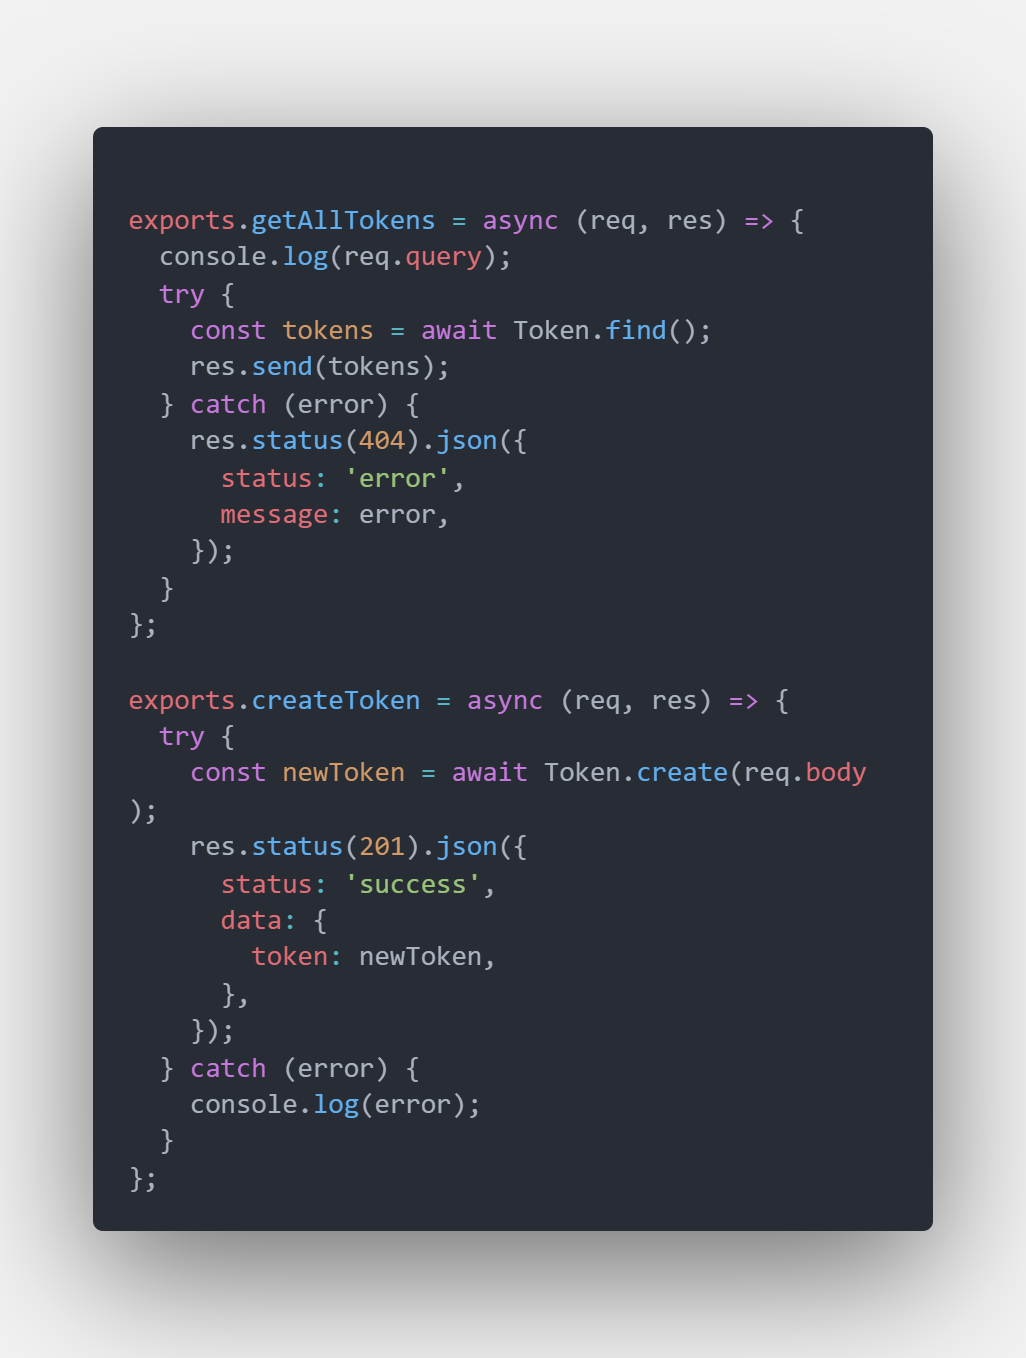 exports.getAllTokens = async (req, res) => {
  console.log(req.query);
  try {
    const tokens = await Token.find();
    res.send(tokens);
  } catch (error) {
    res.status(404).json({
      status: 'error',
      message: error,
    });
  }
};

exports.createToken = async (req, res) => {
  try {
    const newToken = await Token.create(req.body
);
    res.status(201).json({
      status: 'success',
      data: {
        token: newToken,
      },
    });
  } catch (error) {
    console.log(error);
  }
};